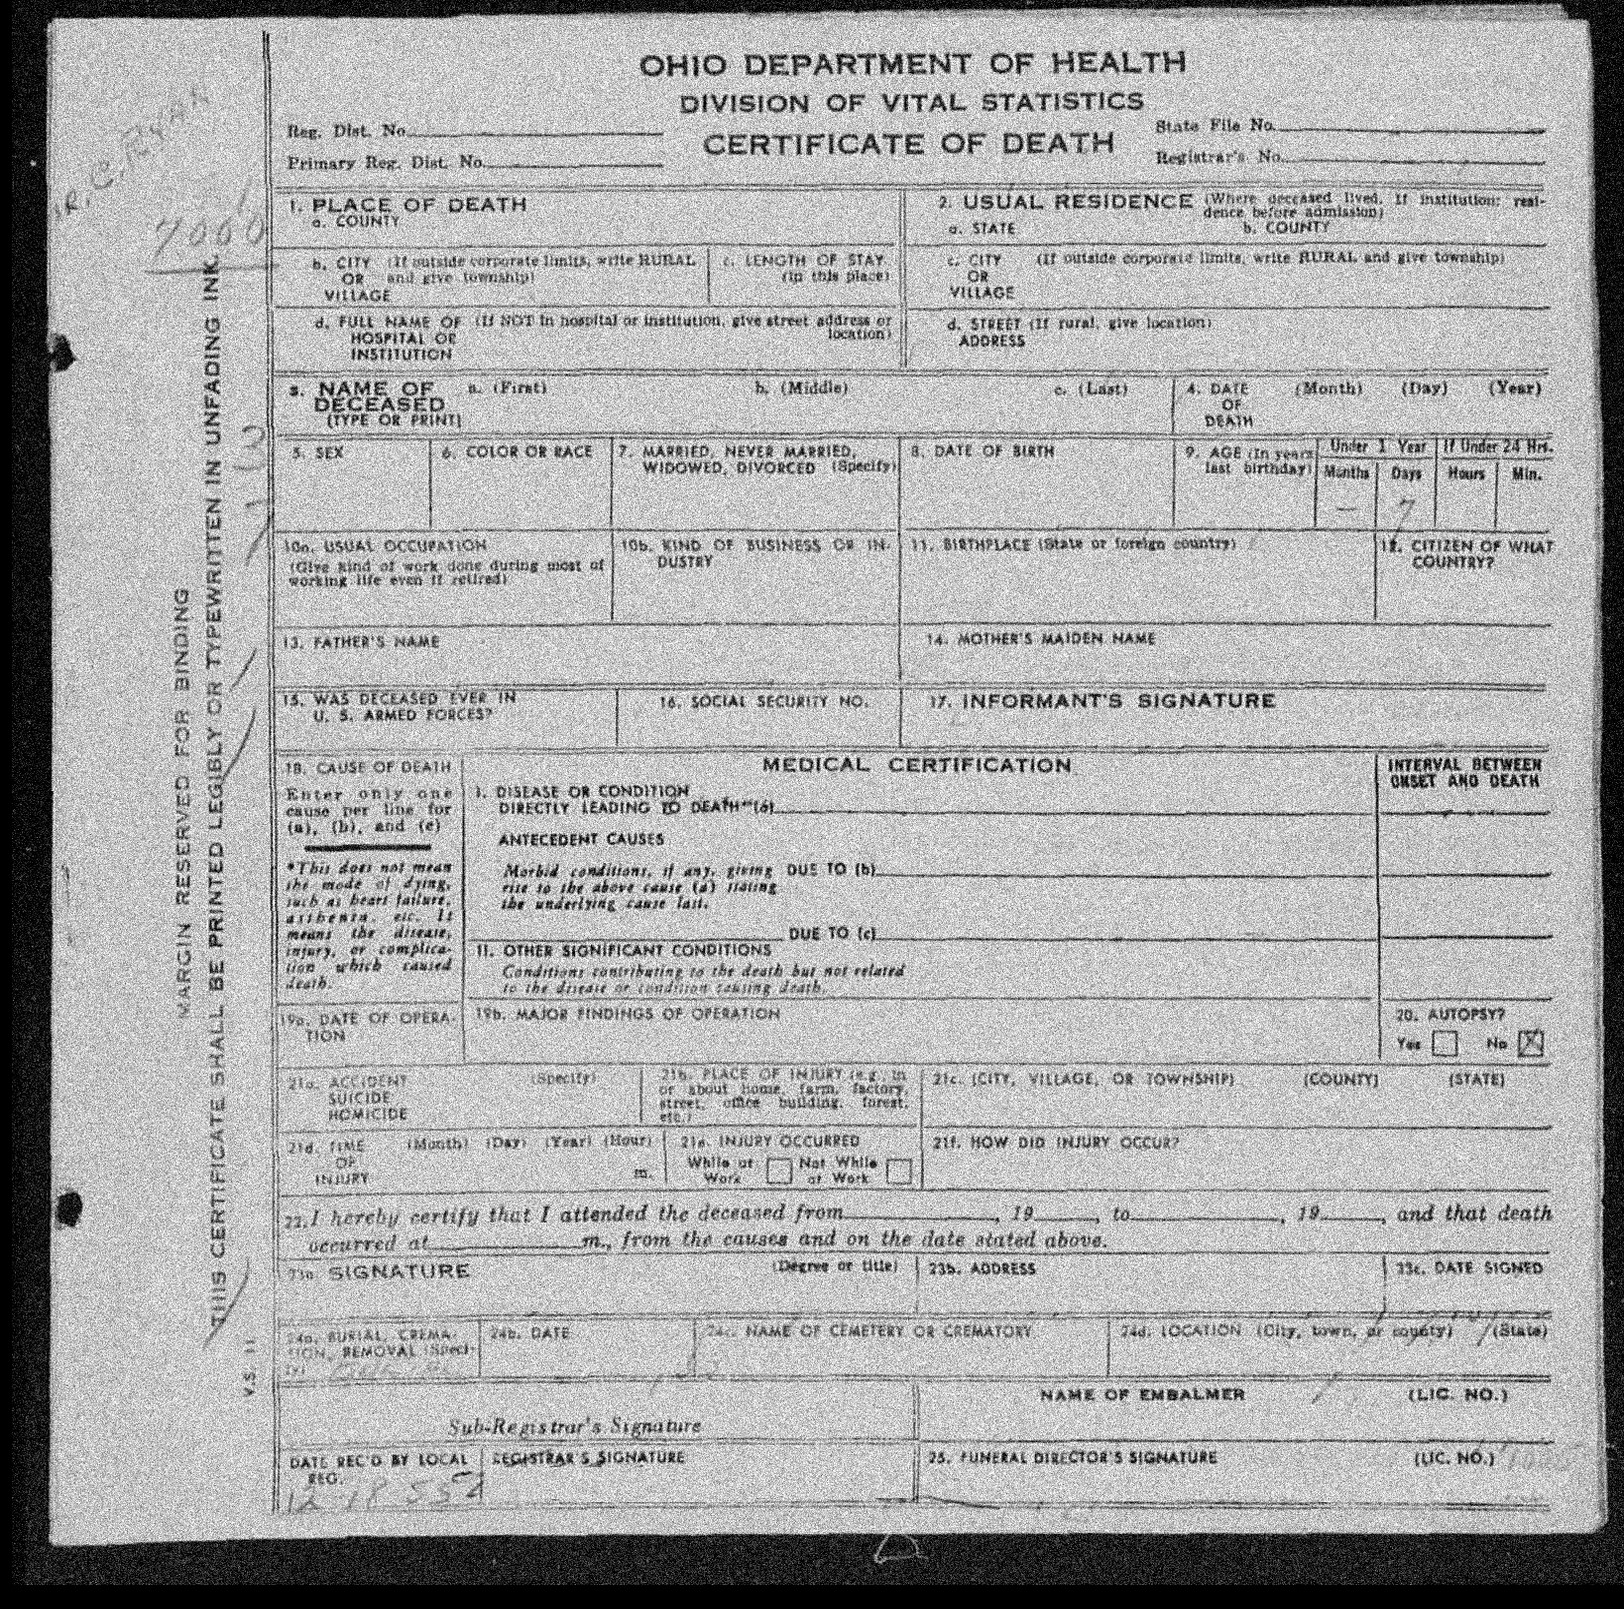 OHIO DEPARTMENT OF HEALTH
DIVISION OF VITAL STATISTICS
CERTIFICATE OF DEATH
Reg. Dist. No.
Primary Reg. Dist. No.
State File No.
Registrar's No.
7000
1. PLACE OF DEATH
a. COUNTY
b. CITY (If outside corporate limits, write RURAL
OR and give township)
VILLAGE
c. LENGTH OF STAY
(in this place)
d. FULL NAME OF (If NOT in hospital or institution, give street address or
HOSPITAL OR location)
INSTITUTION
2. USUAL RESIDENCE (Where deceased lived. If institution: resi-
dence before admission)
a. STATE b. COUNTY
c. CITY (If outside corporate limits, write RURAL and give township)
OR
VILLAGE
d. STREET (If rural, give location)
ADDRESS
3. NAME OF a. (First) b. (Middle) c. (Last)
DECEASED
(TYPE OR PRINT)
4. DATE (Month) (Day) (Year)
OF
DEATH
5. SEX
6. COLOR OR RACE
7. MARRIED, NEVER MARRIED,
WIDOWED, DIVORCED (Specify)
8. DATE OF BIRTH
9. AGE (In years
last birthday)
Under 1 Year
Months Days
— 7
If Under 24 Hrs.
Hours Min.
10a. USUAL OCCUPATION
(Give kind of work done during most of
working life even if retired)
10b. KIND OF BUSINESS OR IN-
DUSTRY
11. BIRTHPLACE (State or foreign country)
12. CITIZEN OF WHAT
COUNTRY?
13. FATHER'S NAME
14. MOTHER'S MAIDEN NAME
15. WAS DECEASED EVER IN
U. S. ARMED FORCES?
16. SOCIAL SECURITY NO.
17. INFORMANT'S SIGNATURE
18. CAUSE OF DEATH
Enter only one
cause per line for
(a), (b), and (c)
*This does not mean
the mode of dying,
such as heart failure,
asthenia, etc. It
means the disease,
injury, or complica-
tion which caused
death.
MEDICAL CERTIFICATION
INTERVAL BETWEEN
ONSET AND DEATH
I. DISEASE OR CONDITION
DIRECTLY LEADING TO DEATH*(a)
ANTECEDENT CAUSES
Morbid conditions, if any, giving DUE TO (b)
rise to the above cause (a) stating
the underlying cause last.
DUE TO (c)
II. OTHER SIGNIFICANT CONDITIONS
Conditions contributing to the death but not related
to the disease or condition causing death.
19a. DATE OF OPERA-
TION
19b. MAJOR FINDINGS OF OPERATION
20. AUTOPSY?
Yes No X
21a. ACCIDENT (Specify)
SUICIDE
HOMICIDE
21b. PLACE OF INJURY (e.g., in
or about home, farm, factory,
street, office building, forest,
etc.)
21c. (CITY, VILLAGE, OR TOWNSHIP) (COUNTY) (STATE)
21d. TIME (Month) (Day) (Year) (Hour)
OF
INJURY m.
21e. INJURY OCCURRED
While at Not While
Work at Work
21f. HOW DID INJURY OCCUR?
22. I hereby certify that I attended the deceased from , 19 , to , 19 , and that death
occurred at m., from the causes and on the date stated above.
23a. SIGNATURE (Degree or title)
23b. ADDRESS
23c. DATE SIGNED
24a. BURIAL, CREMA-
TION, REMOVAL (Speci-
fy)
24b. DATE
24c. NAME OF CEMETERY OR CREMATORY
24d. LOCATION (City, town, or county) (State)
Sub-Registrar's Signature
NAME OF EMBALMER (LIC. NO.)
DATE REC'D BY LOCAL
REG.
REGISTRAR'S SIGNATURE
25. FUNERAL DIRECTOR'S SIGNATURE (LIC. NO.)
MARGIN RESERVED FOR BINDING
THIS CERTIFICATE SHALL BE PRINTED LEGIBLY OR TYPEWRITTEN IN UNFADING INK.
V.S. 11